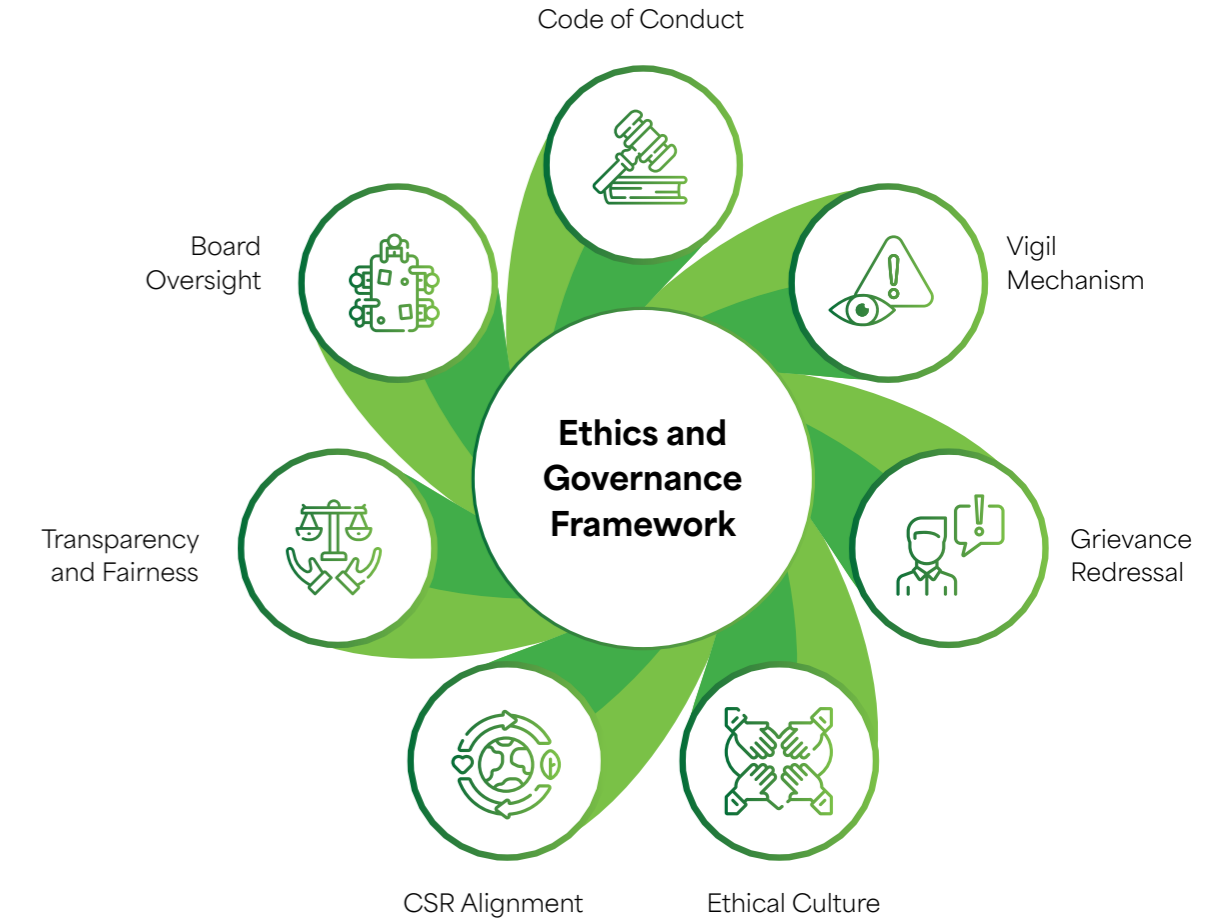 Code of Conduct
Board
Oversight
Vigil
Mechanism
Ethics and
Governance
Framework
Transparency
and Fairness
Grievance
Redressal
CSR Alignment
Ethical Culture